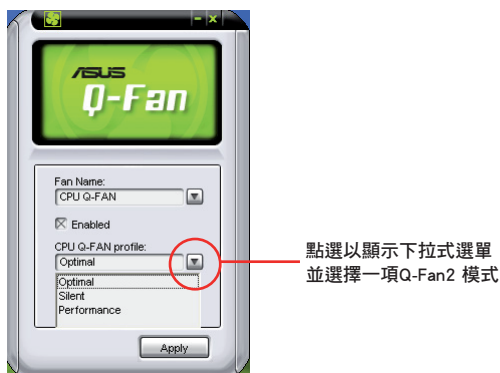 ASUS
Q-Fan
Fan Name:
CPU Q-FAN
Enabled
CPU Q-FAN profile:
Optimal
Optimal
Silent
Performance
Apply
點選以顯示下拉式選單
並選擇一項Q-Fan2 模式